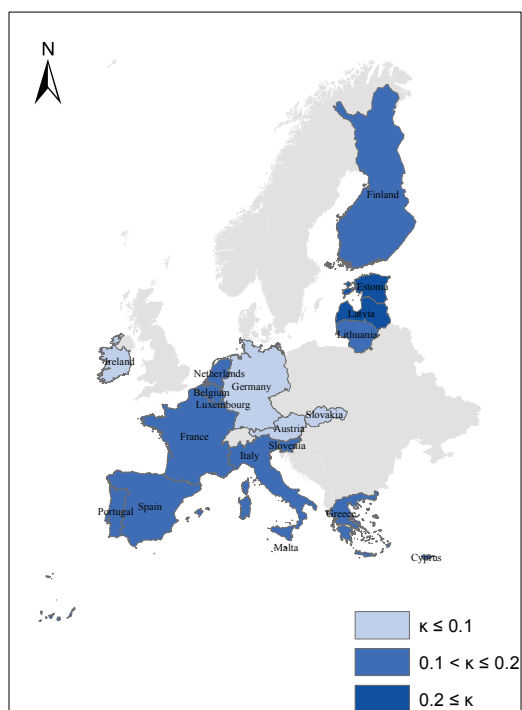 N
Finland
Estonia
Latvia
Lithuania
Ireland
Netherlands
Germany
Belgium
Luxembourg
Slovakia
Austria
France
Slovenia
Italy
Portugal
Spain
Greece
Malta
Cyprus
κ ≤ 0.1
0.1 < κ ≤ 0.2
0.2 ≤ κ